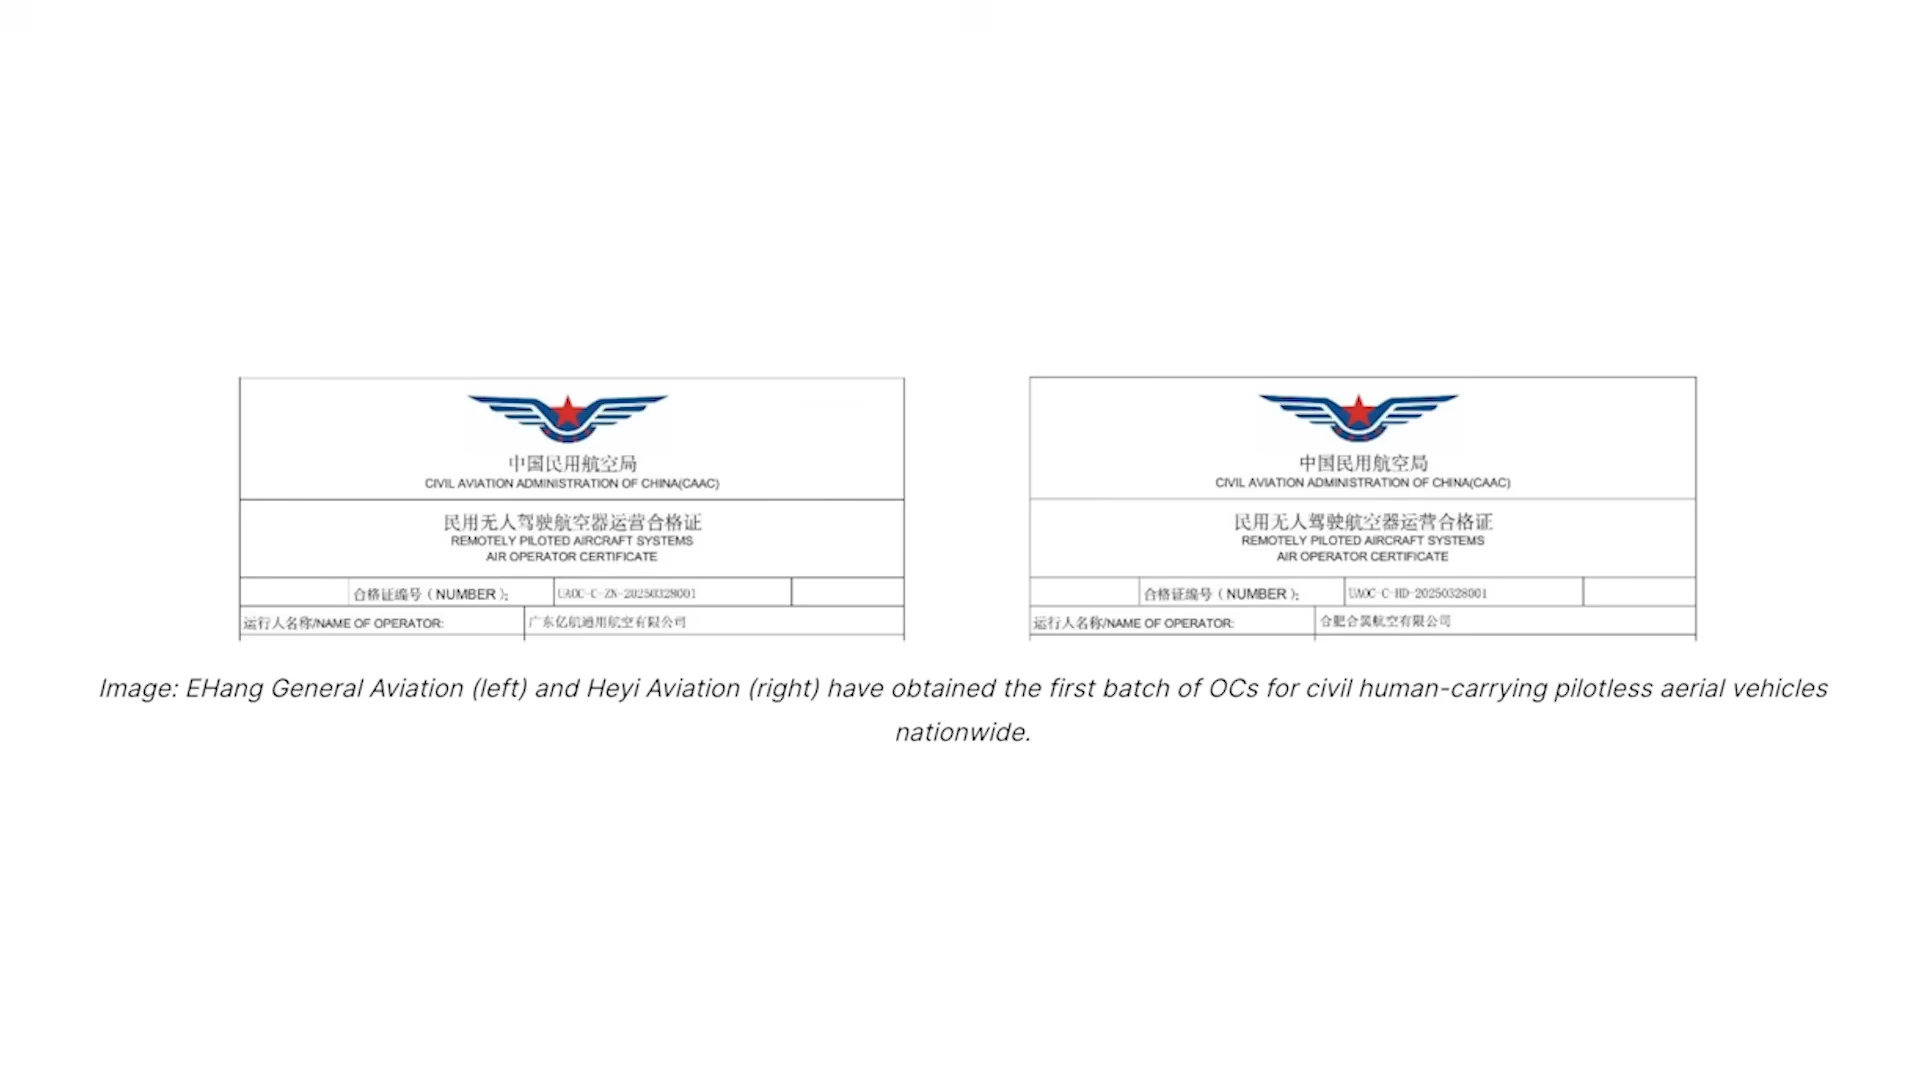 中国民用航空局
CIVIL AVIATION ADMINISTRATION OF CHINA(CAAC)
民用无人驾驶航空器运营合格证
REMOTELY PILOTED AIRCRAFT SYSTEMS
AIR OPERATOR CERTIFICATE
合格证编号（NUMBER）：
UAOC-C-ZN-20250328001
运行人名称/NAME OF OPERATOR:
广东亿航通用航空有限公司
中国民用航空局
CIVIL AVIATION ADMINISTRATION OF CHINA(CAAC)
民用无人驾驶航空器运营合格证
REMOTELY PILOTED AIRCRAFT SYSTEMS
AIR OPERATOR CERTIFICATE
合格证编号（NUMBER）：
UAOC-C-HD-20250328001
运行人名称/NAME OF OPERATOR:
合肥合翼航空有限公司
Image: EHang General Aviation (left) and Heyi Aviation (right) have obtained the first batch of OCs for civil human-carrying pilotless aerial vehicles
nationwide.